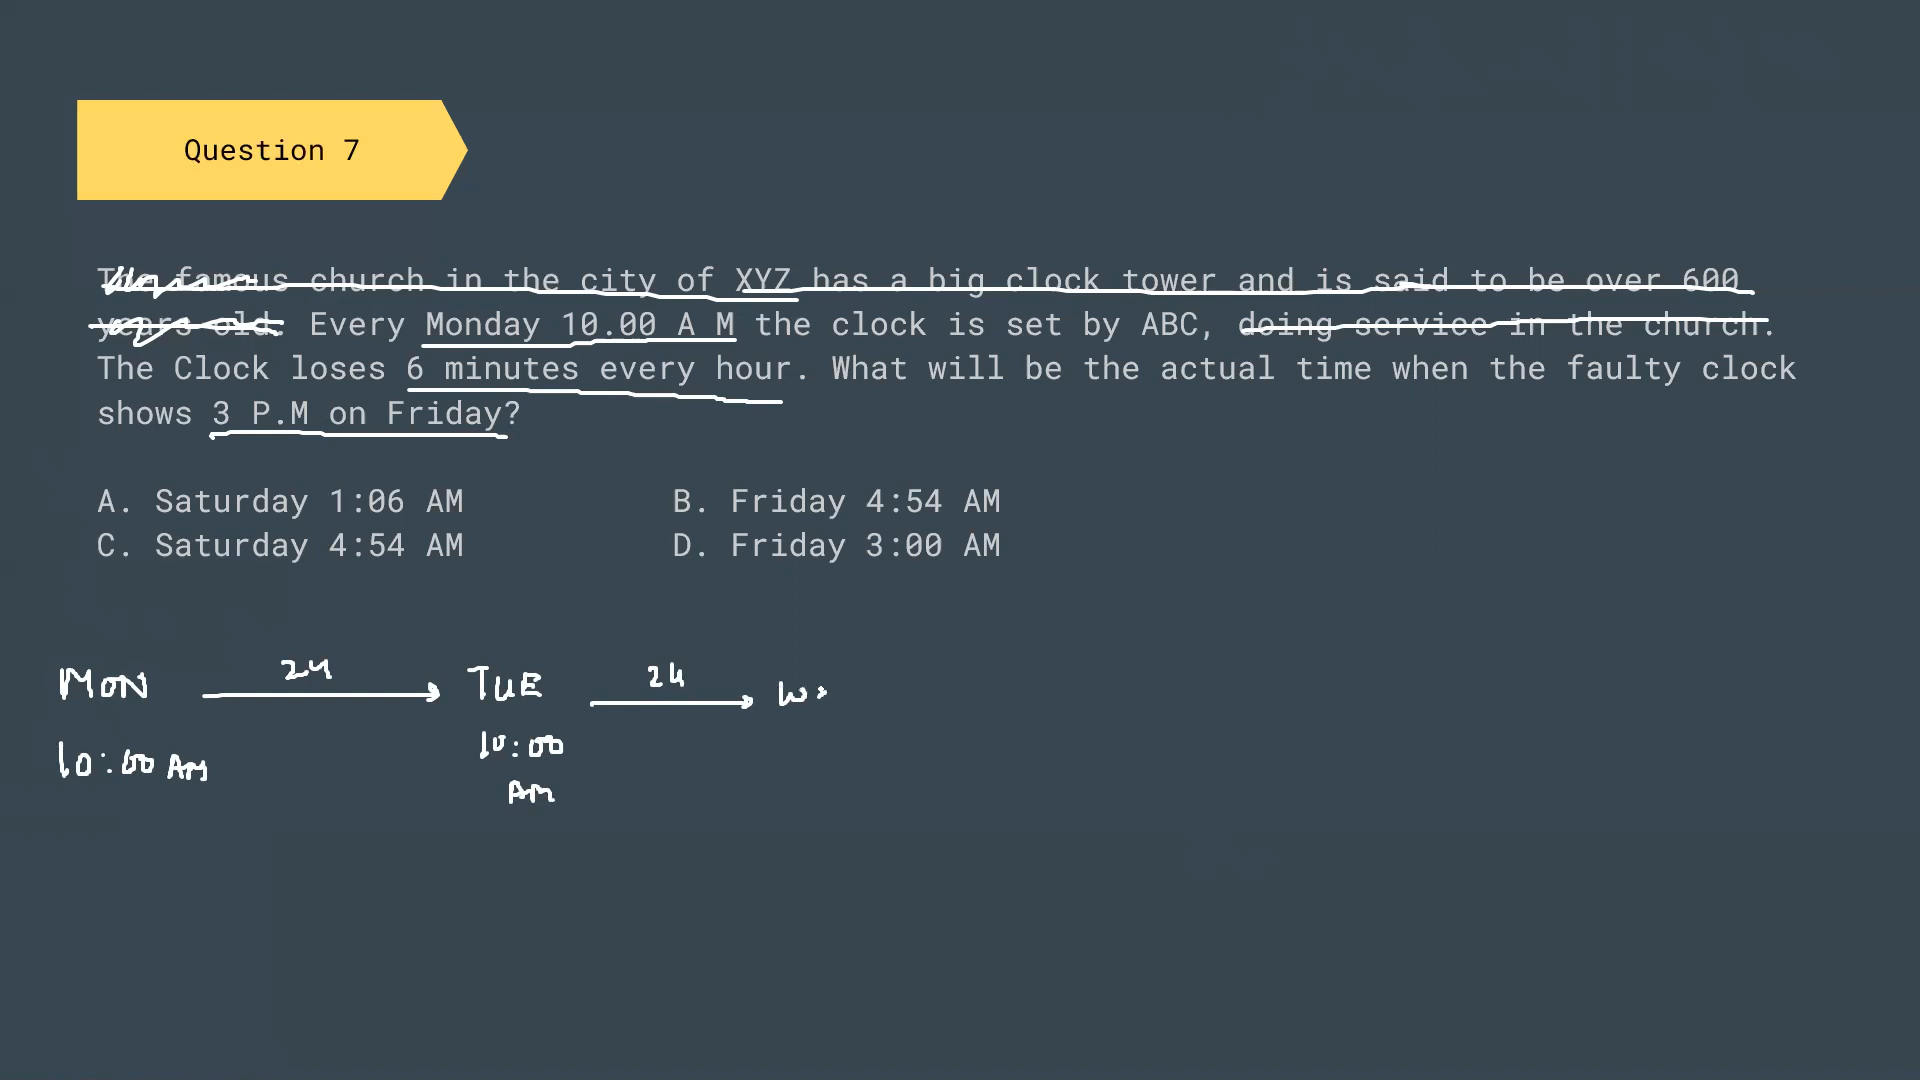 Question 7
The famous church in the city of XYZ has a big clock tower and is said to be over 600
years old. Every Monday 10.00 A M the clock is set by ABC, doing service in the church.
The Clock loses 6 minutes every hour. What will be the actual time when the faulty clock
shows 3 P.M on Friday?
A. Saturday 1:06 AM B. Friday 4:54 AM
C. Saturday 4:54 AM D. Friday 3:00 AM
MON 24 TUE 24
10:00 AM 10:00
AM